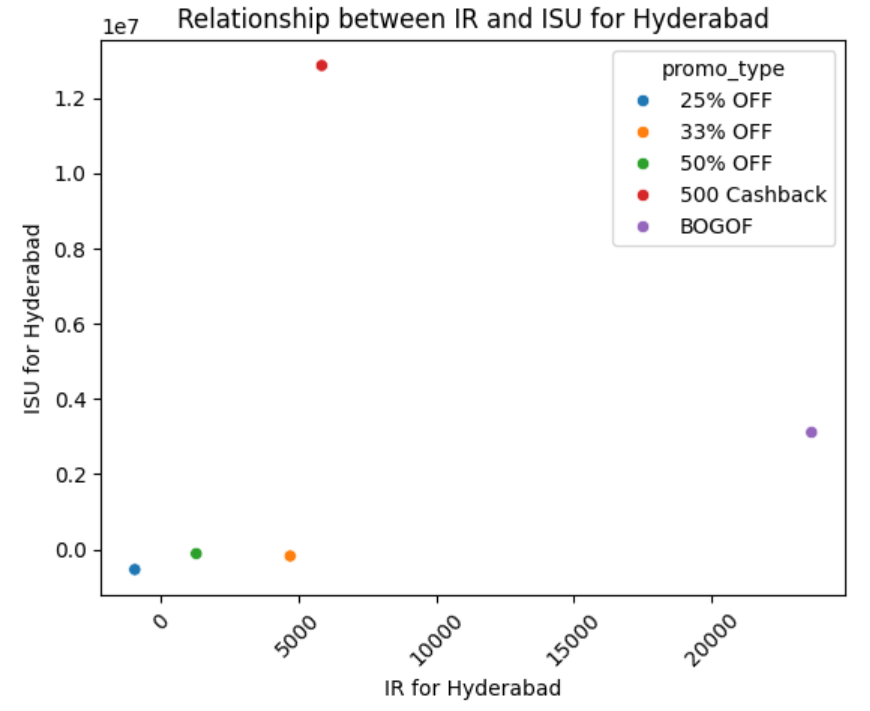 Relationship between IR and ISU for Hyderabad
1e7
promo_type
25% OFF
33% OFF
50% OFF
500 Cashback
BOGOF
1.2
1.0
0.8
0.6
0.4
0.2
0.0
ISU for Hyderabad
0
5000
10000
15000
20000
IR for Hyderabad